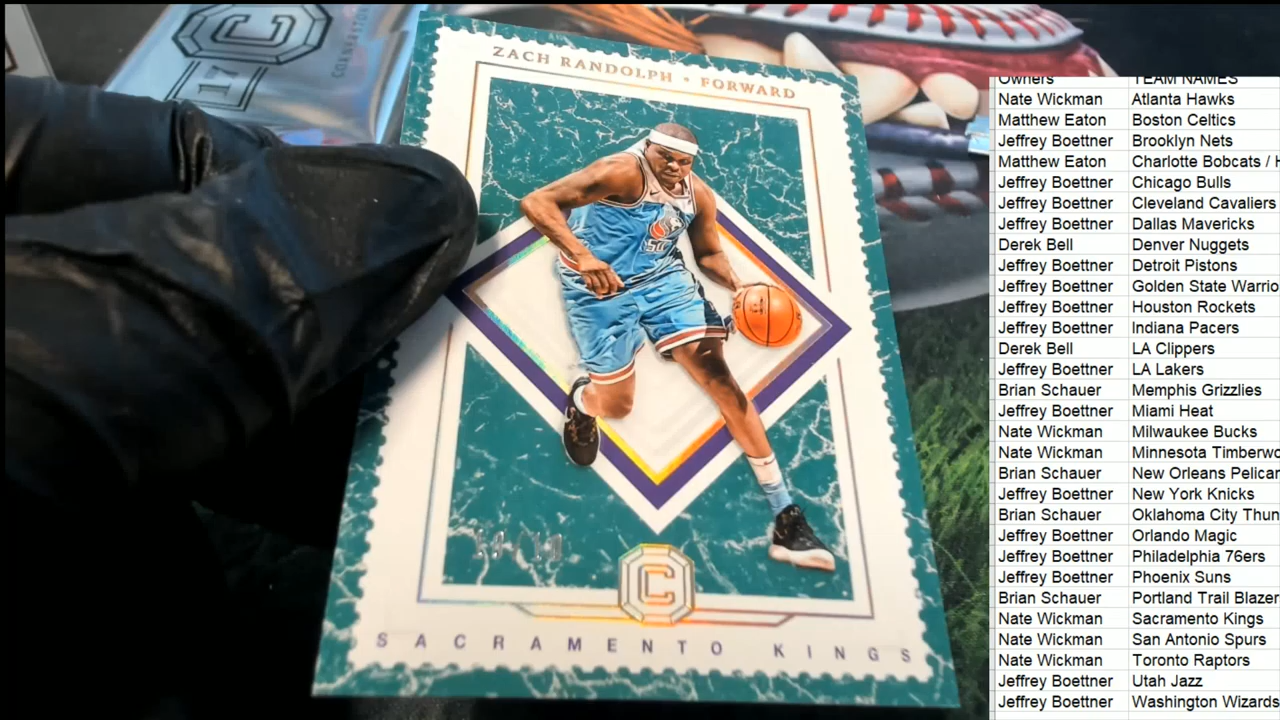 ZACH RANDOLPH • FORWARD
50
C
SACRAMENTO KINGS
C
Owners TEAM NAMES
Nate Wickman Atlanta Hawks
Matthew Eaton Boston Celtics
Jeffrey Boettner Brooklyn Nets
Matthew Eaton Charlotte Bobcats / H
Jeffrey Boettner Chicago Bulls
Jeffrey Boettner Cleveland Cavaliers
Jeffrey Boettner Dallas Mavericks
Derek Bell Denver Nuggets
Jeffrey Boettner Detroit Pistons
Jeffrey Boettner Golden State Warrio
Jeffrey Boettner Houston Rockets
Jeffrey Boettner Indiana Pacers
Derek Bell LA Clippers
Jeffrey Boettner LA Lakers
Brian Schauer Memphis Grizzlies
Jeffrey Boettner Miami Heat
Nate Wickman Milwaukee Bucks
Nate Wickman Minnesota Timberwo
Brian Schauer New Orleans Pelican
Jeffrey Boettner New York Knicks
Brian Schauer Oklahoma City Thun
Jeffrey Boettner Orlando Magic
Jeffrey Boettner Philadelphia 76ers
Jeffrey Boettner Phoenix Suns
Brian Schauer Portland Trail Blazer
Nate Wickman Sacramento Kings
Nate Wickman San Antonio Spurs
Nate Wickman Toronto Raptors
Jeffrey Boettner Utah Jazz
Jeffrey Boettner Washington Wizards